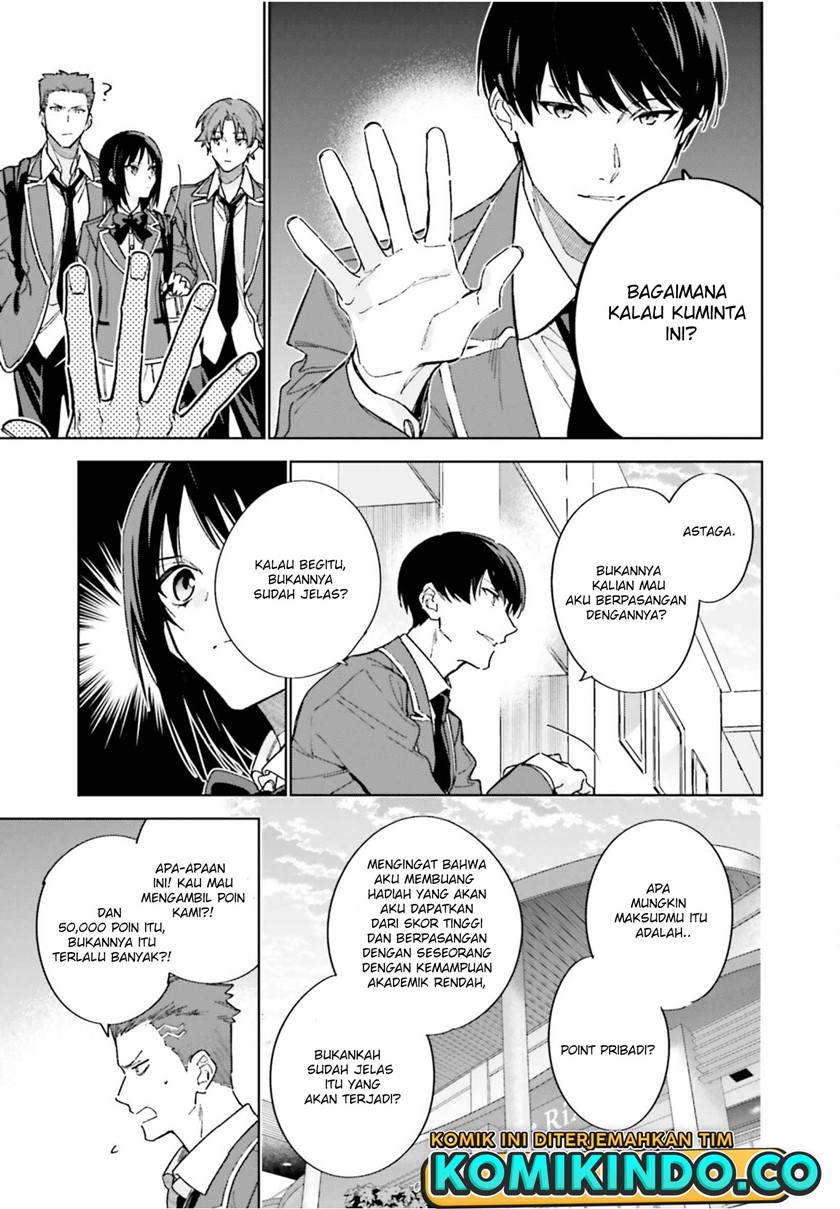 ?
BAGAIMANA
KALAU KUMINTA
INI?
ASTAGA.
BUKANNYA
KALIAN MAU
AKU BERPASANGAN
DENGANNYA?
KALAU BEGITU,
BUKANNYA
SUDAH JELAS?
APA
MUNGKIN
MAKSUDMU ITU
ADALAH..
POINT PRIBADI?
MENGINGAT BAHWA
AKU MEMBUANG
HADIAH YANG AKAN
AKU DAPATKAN
DARI SKOR TINGGI
DAN BERPASANGAN
DENGAN SESEORANG
DENGAN KEMAMPUAN
AKADEMIK RENDAH,
BUKANKAH
SUDAH JELAS
ITU YANG
AKAN TERJADI?
APA-APAAN
INI! KAU MAU
MENGAMBIL POIN
KAMI?!
DAN
50,000 POIN ITU,
BUKANNYA ITU
TERLALU BANYAK?!
KOMIK INI DITERJEMAHKAN TIM
KOMIKINDO.CO